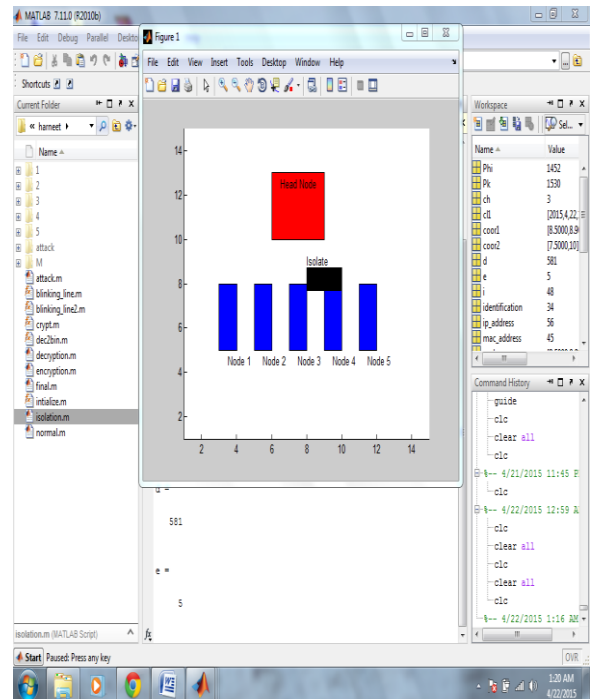 MATLAB 7.11.0 (R2010b)
File Edit Debug Parallel Deskto
Shortcuts
Current Folder
« harneet
Name
1
2
3
4
5
attack
M
attack.m
blinking_line.m
blinking_line2.m
crypt.m
dec2bin.m
decryption.m
encryption.m
final.m
intialize.m
isolation.m
normal.m
isolation.m (MATLAB Script)
Figure 1
File Edit View Insert Tools Desktop Window Help
14
12
10
8
6
4
2
Head Node
Isolate
Node 1 Node 2 Node 3 Node 4 Node 5
2 4 6 8 10 12 14
d =
581
e =
5
fx
Workspace
Sel...
Name Value
Phi 1452
Pk 1530
ch 3
cl1 [2015,4,22,
coor1 [8.5000,8.9
coor2 [7.5000,10]
d 581
e 5
i 48
identification 34
ip_address 56
mac_address 45
Command History
guide
clc
clear all
clc
%-- 4/21/2015 11:45 P
clc
%-- 4/22/2015 12:59 A
clc
clear all
clc
clear all
clc
%-- 4/22/2015 1:16 AM
Start Paused: Press any key
OVR
1:20 AM
4/22/2015